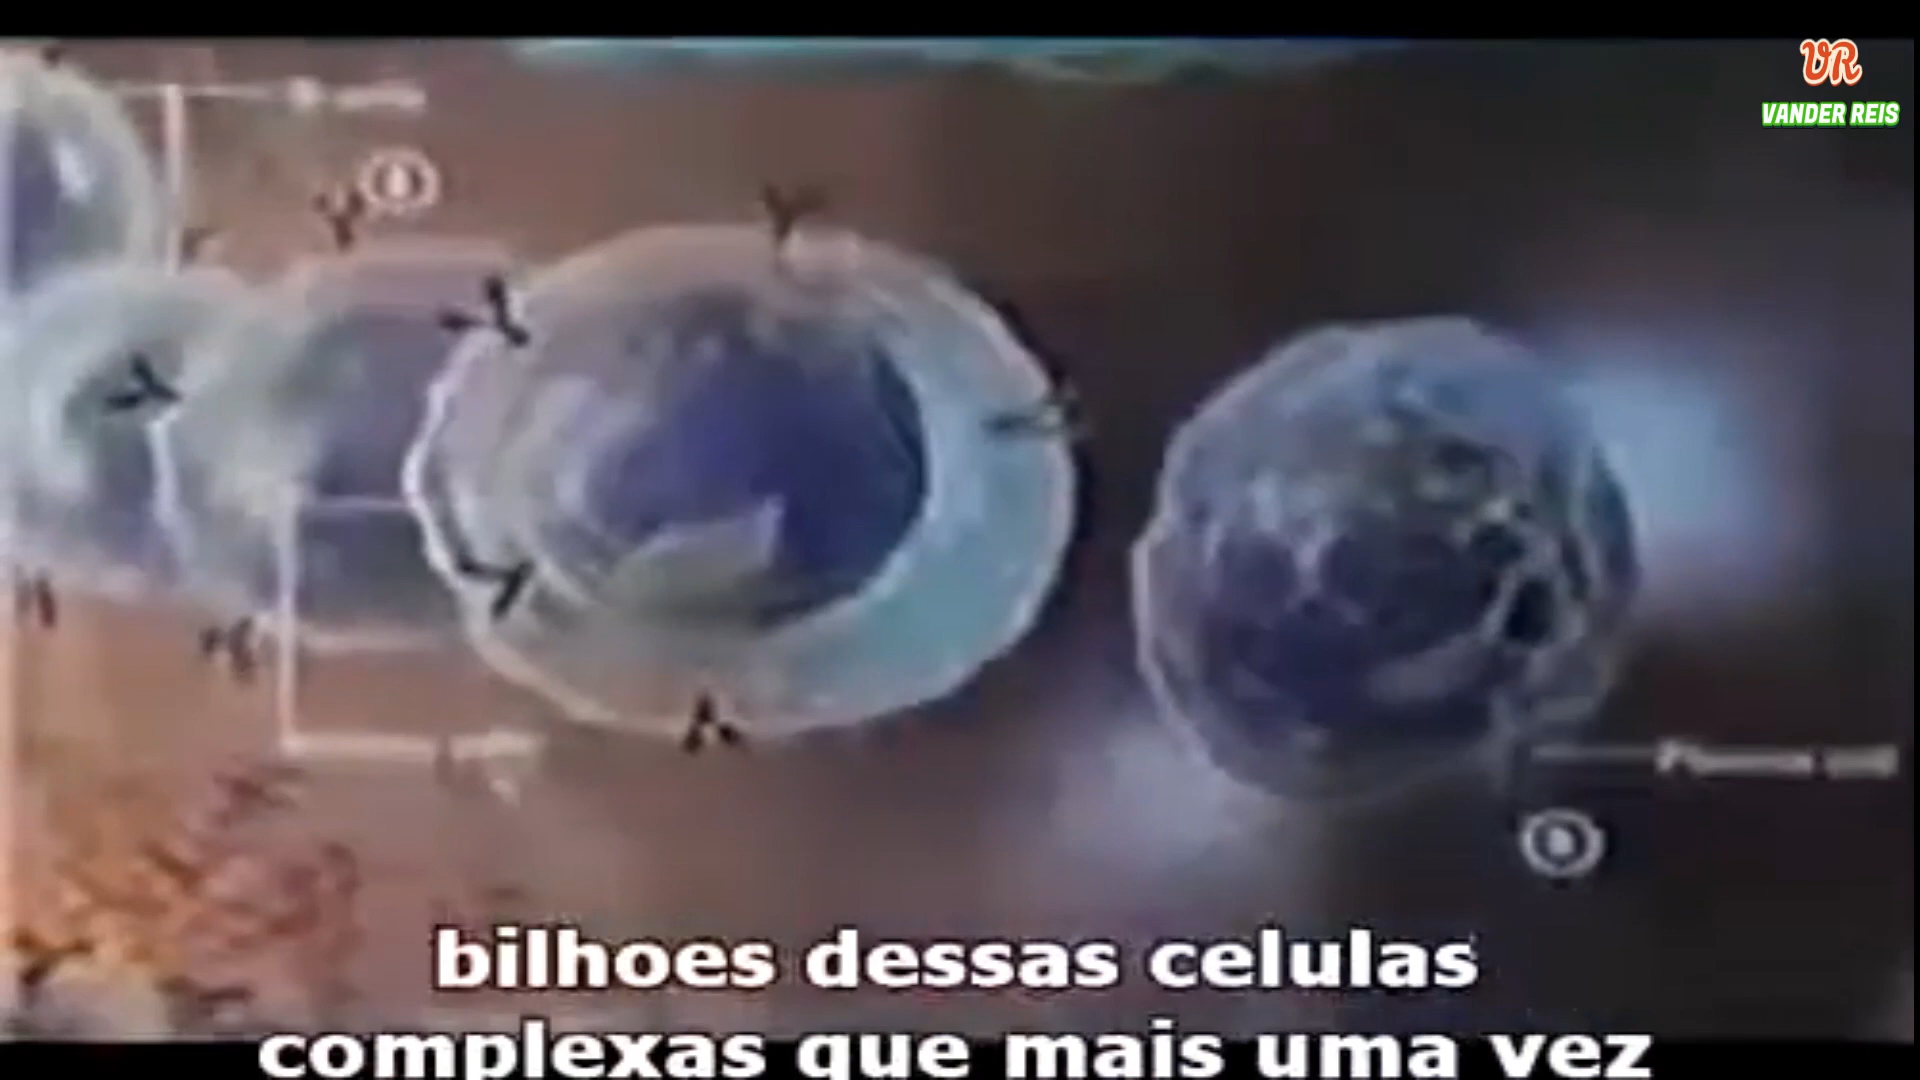 VR
VANDER REIS
bilhoes dessas celulas
complexas que mais uma vez